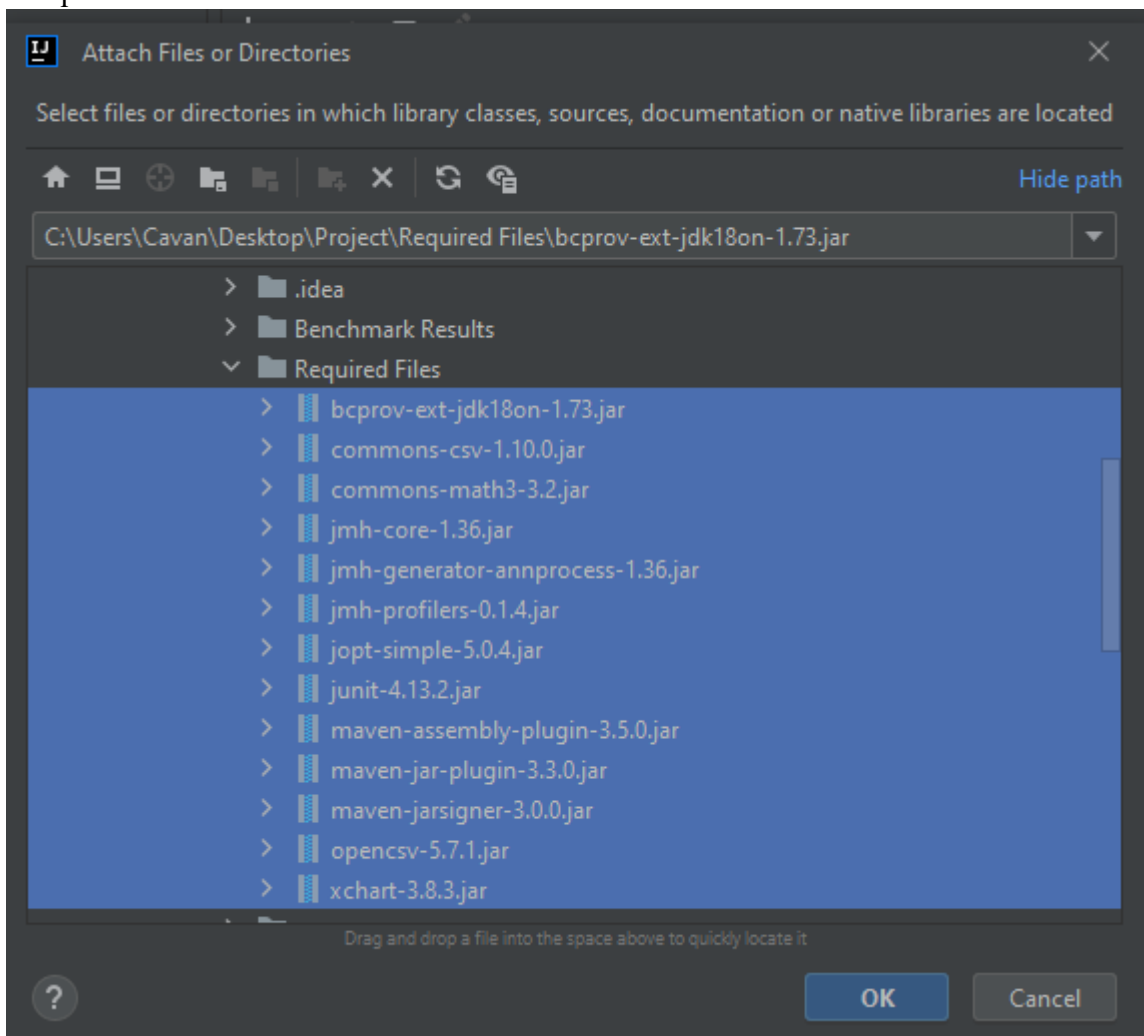 IJ
Attach Files or Directories
Select files or directories in which library classes, sources, documentation or native libraries are located
Hide path
C:\Users\Cavan\Desktop\Project\Required Files\bcprov-ext-jdk18on-1.73.jar
.idea
Benchmark Results
Required Files
bcprov-ext-jdk18on-1.73.jar
commons-csv-1.10.0.jar
commons-math3-3.2.jar
jmh-core-1.36.jar
jmh-generator-annprocess-1.36.jar
jmh-profilers-0.1.4.jar
jopt-simple-5.0.4.jar
junit-4.13.2.jar
maven-assembly-plugin-3.5.0.jar
maven-jar-plugin-3.3.0.jar
maven-jarsigner-3.0.0.jar
opencsv-5.7.1.jar
xchart-3.8.3.jar
Drag and drop a file into the space above to quickly locate it
?
OK
Cancel